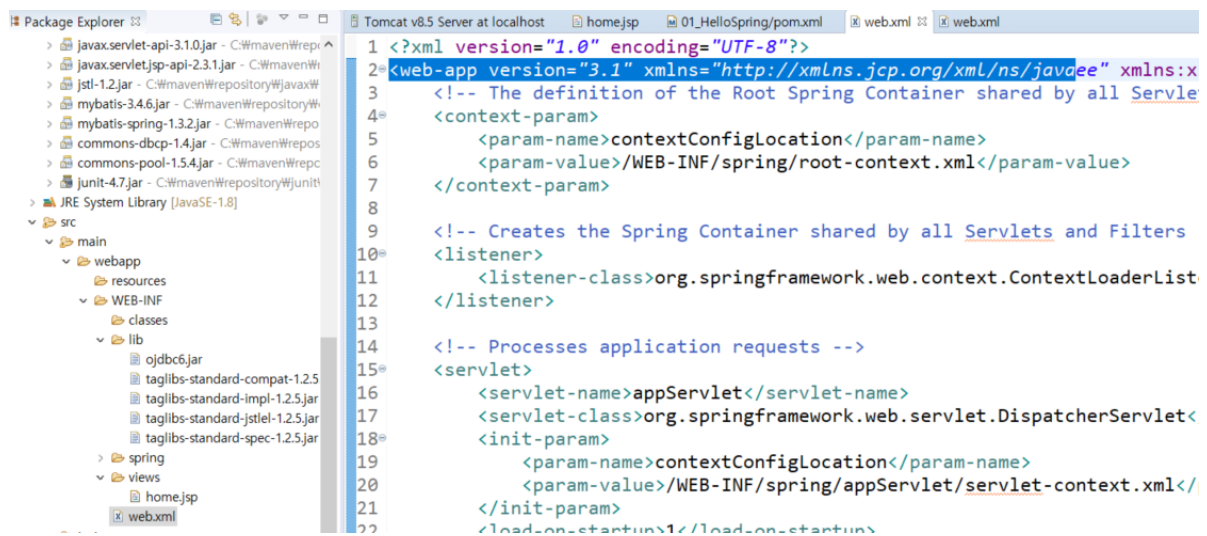 Package Explorer
javax.servlet-api-3.1.0.jar - C:₩maven₩repo
javax.servlet.jsp-api-2.3.1.jar - C:₩maven₩
jstl-1.2.jar - C:₩maven₩repository₩javax₩
mybatis-3.4.6.jar - C:₩maven₩repository₩
mybatis-spring-1.3.2.jar - C:₩maven₩repo
commons-dbcp-1.4.jar - C:₩maven₩repos
commons-pool-1.5.4.jar - C:₩maven₩repo
junit-4.7.jar - C:₩maven₩repository₩junit₩
JRE System Library [JavaSE-1.8]
src
main
webapp
resources
WEB-INF
classes
lib
ojdbc6.jar
taglibs-standard-compat-1.2.5
taglibs-standard-impl-1.2.5.jar
taglibs-standard-jstlel-1.2.5.jar
taglibs-standard-spec-1.2.5.jar
spring
views
home.jsp
web.xml
Tomcat v8.5 Server at localhost home.jsp 01_HelloSpring/pom.xml web.xml web.xml
1 <?xml version="1.0" encoding="UTF-8"?>
2 <web-app version="3.1" xmlns="http://xmlns.jcp.org/xml/ns/javaee" xmlns:x
3 <!-- The definition of the Root Spring Container shared by all Servle
4 <context-param>
5 <param-name>contextConfigLocation</param-name>
6 <param-value>/WEB-INF/spring/root-context.xml</param-value>
7 </context-param>
8
9 <!-- Creates the Spring Container shared by all Servlets and Filters
10 <listener>
11 <listener-class>org.springframework.web.context.ContextLoaderList
12 </listener>
13
14 <!-- Processes application requests -->
15 <servlet>
16 <servlet-name>appServlet</servlet-name>
17 <servlet-class>org.springframework.web.servlet.DispatcherServlet<
18 <init-param>
19 <param-name>contextConfigLocation</param-name>
20 <param-value>/WEB-INF/spring/appServlet/servlet-context.xml</
21 </init-param>
22 <load-on-startup>1</load-on-startup>